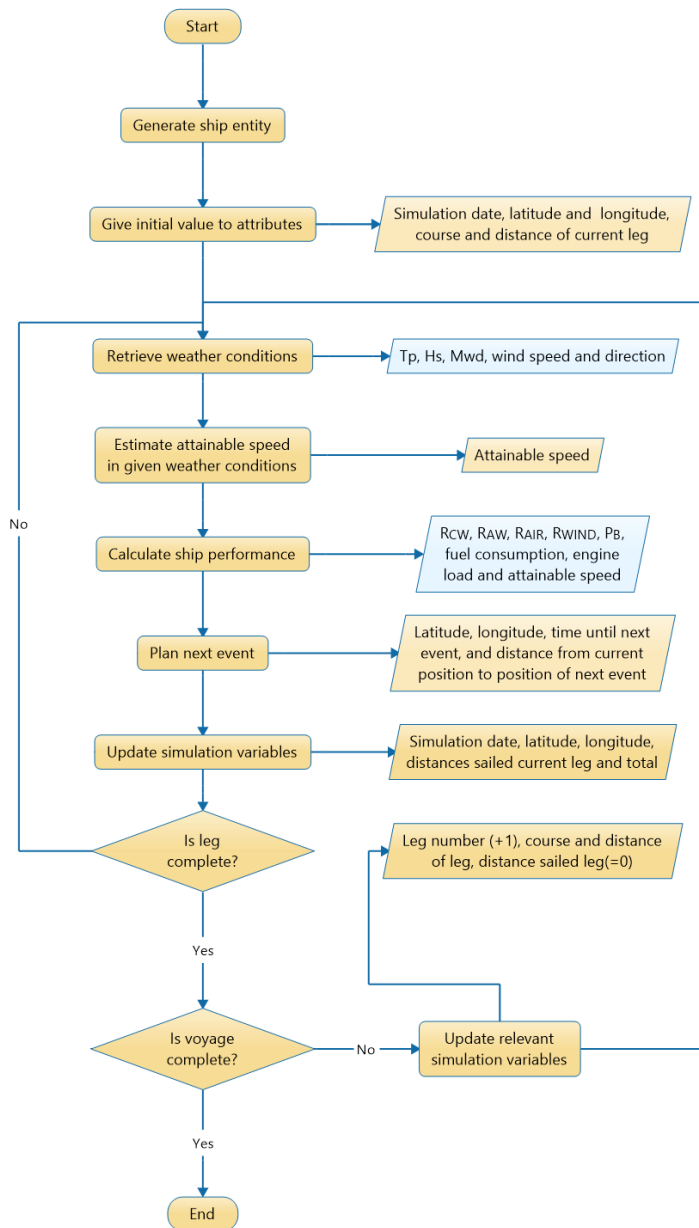 Start
Generate ship entity
Give initial value to attributes
Simulation date, latitude and longitude,
course and distance of current leg
Retrieve weather conditions
Tp, Hs, Mwd, wind speed and direction
Estimate attainable speed
in given weather conditions
Attainable speed
No
Calculate ship performance
RCW, RAW, RAIR, RWIND, PB,
fuel consumption, engine
load and attainable speed
Plan next event
Latitude, longitude, time until next
event, and distance from current
position to position of next event
Update simulation variables
Simulation date, latitude, longitude,
distances sailed current leg and total
Is leg
complete?
Leg number (+1), course and distance
of leg, distance sailed leg(=0)
Yes
Is voyage
complete?
No
Update relevant
simulation variables
Yes
End